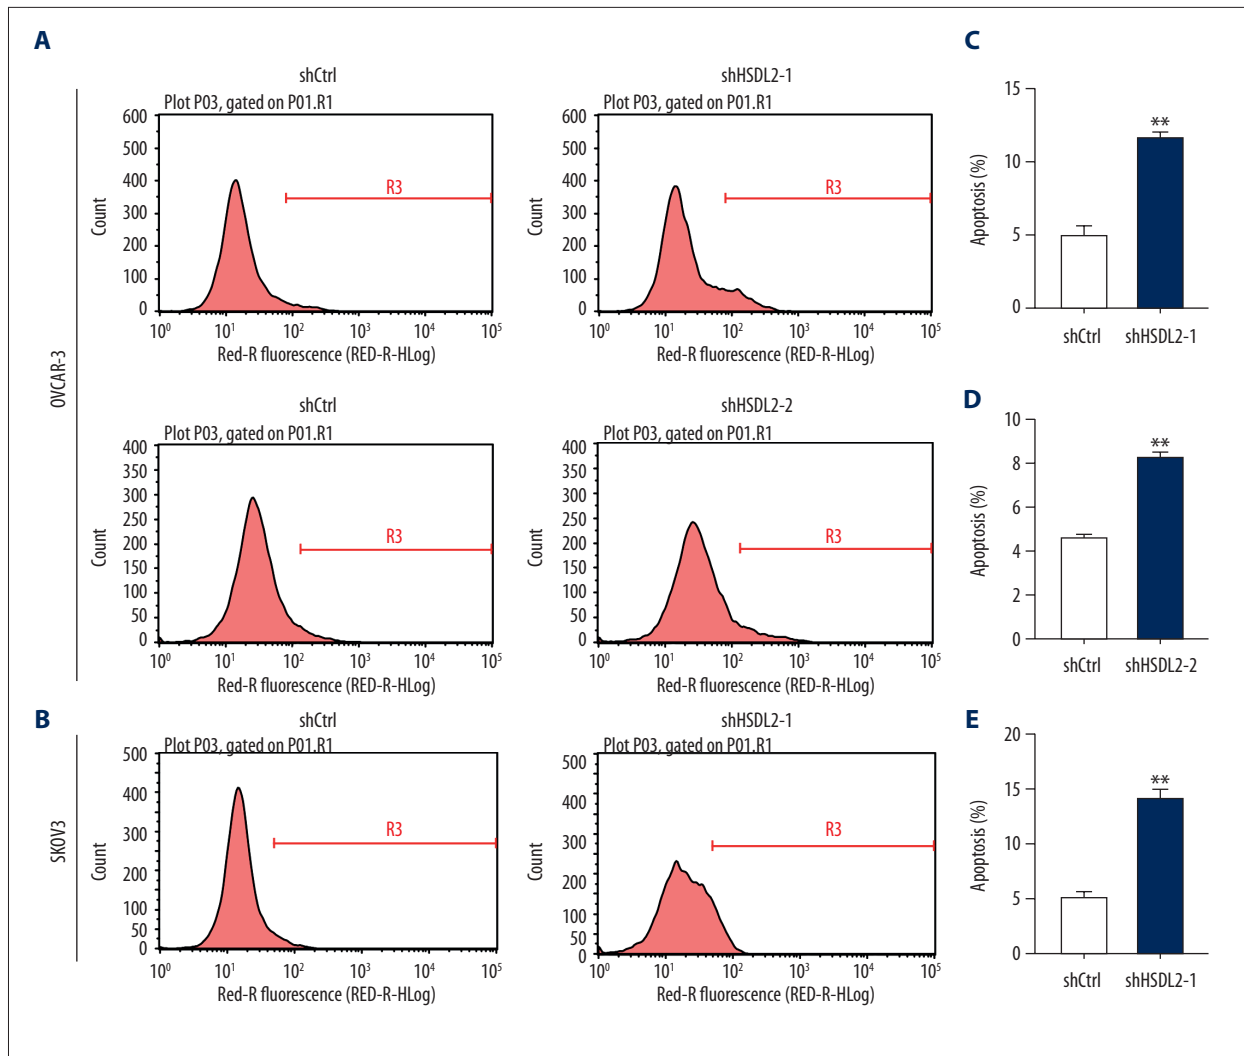 A
OVCAR-3
shCtrl
Plot P03, gated on P01.R1
600
500
400
300
200
100
0
Count
R3
10⁰ 10¹ 10² 10³ 10⁴ 10⁵
Red-R fluorescence (RED-R-HLog)
shHSDL2-1
Plot P03, gated on P01.R1
600
500
400
300
200
100
0
Count
R3
10⁰ 10¹ 10² 10³ 10⁴ 10⁵
Red-R fluorescence (RED-R-HLog)
shCtrl
Plot P03, gated on P01.R1
400
350
300
250
200
150
100
50
0
Count
R3
10⁰ 10¹ 10² 10³ 10⁴ 10⁵
Red-R fluorescence (RED-R-HLog)
shHSDL2-2
Plot P03, gated on P01.R1
400
350
300
250
200
150
100
50
0
Count
R3
10⁰ 10¹ 10² 10³ 10⁴ 10⁵
Red-R fluorescence (RED-R-HLog)
B
SKOV3
shCtrl
Plot P03, gated on P01.R1
500
400
300
200
100
50
0
Count
R3
10⁰ 10¹ 10² 10³ 10⁴ 10⁵
Red-R fluorescence (RED-R-HLog)
shHSDL2-1
Plot P03, gated on P01.R1
500
400
300
200
100
50
0
Count
R3
10⁰ 10¹ 10² 10³ 10⁴ 10⁵
Red-R fluorescence (RED-R-HLog)
C
15
10
5
0
Apoptosis (%)
**
shCtrl shHSDL2-1
D
10
8
6
4
2
0
Apoptosis (%)
**
shCtrl shHSDL2-2
E
20
15
10
5
0
Apoptosis (%)
**
shCtrl shHSDL2-1